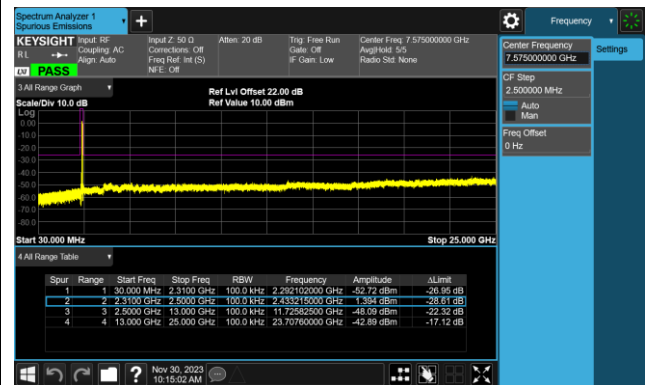 Spectrum Analyzer 1
Spurious Emissions
Frequency
KEYSIGHT Input: RF Input Z: 50 Ω Atten: 20 dB Trig: Free Run Center Freq: 7.575000000 GHz
RL Coupling: AC Corrections: Off Gate: Off Avg|Hold: 5/5
Align: Auto Freq Ref: Int (S) IF Gain: Low Radio Std: None
LXI PASS NFE: Off
Center Frequency
7.575000000 GHz
Settings
CF Step
2.500000 MHz
Auto
Man
Freq Offset
0 Hz
3 All Range Graph
Ref Lvl Offset 22.00 dB
Scale/Div 10.0 dB Ref Value 10.00 dBm
Log
0.00
-10.0
-20.0
-30.0
-40.0
-50.0
-60.0
-70.0
-80.0
Start 30.000 MHz Stop 25.000 GHz
4 All Range Table
Spur Range Start Freq Stop Freq RBW Frequency Amplitude ΔLimit
1 1 30.000 MHz 2.3100 GHz 100.0 kHz 2.292102000 GHz -52.72 dBm -26.95 dB
2 2 2.3100 GHz 2.5000 GHz 100.0 kHz 2.433215000 GHz 1.394 dBm -28.61 dB
3 3 2.5000 GHz 13.000 GHz 100.0 kHz 11.72582500 GHz -48.09 dBm -22.32 dB
4 4 13.000 GHz 25.000 GHz 100.0 kHz 23.70760000 GHz -42.89 dBm -17.12 dB
?
Nov 30, 2023
10:15:02 AM